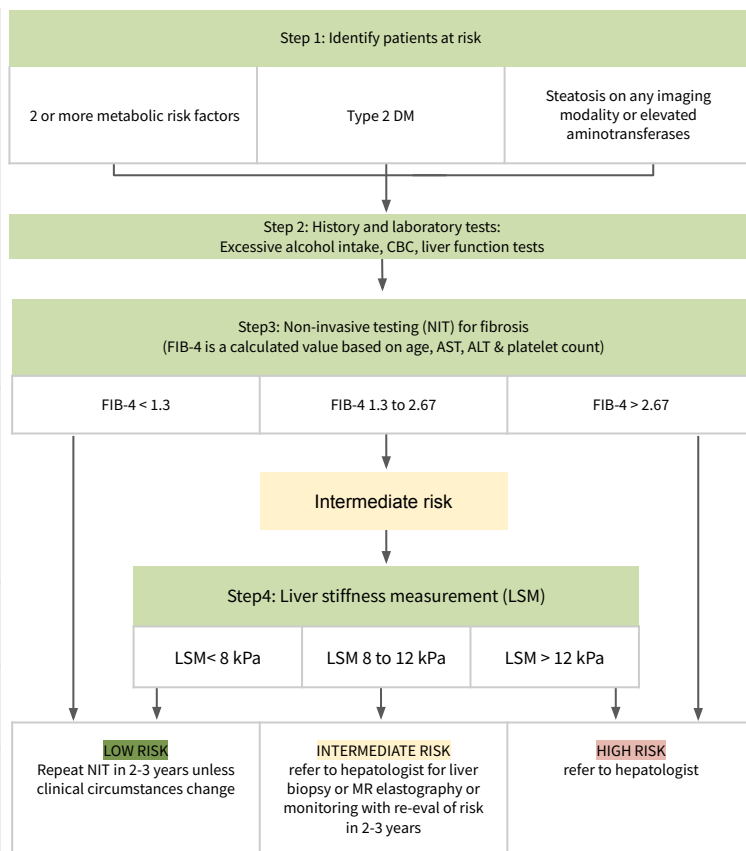 Step 1: Identify patients at risk
2 or more metabolic risk factors
Type 2 DM
Steatosis on any imaging
modality or elevated
aminotransferases
Step 2: History and laboratory tests:
Excessive alcohol intake, CBC, liver function tests
Step3: Non-invasive testing (NIT) for fibrosis
(FIB-4 is a calculated value based on age, AST, ALT & platelet count)
FIB-4 < 1.3
FIB-4 1.3 to 2.67
FIB-4 > 2.67
Intermediate risk
Step4: Liver stiffness measurement (LSM)
LSM< 8 kPa
LSM 8 to 12 kPa
LSM > 12 kPa
LOW RISK
Repeat NIT in 2-3 years unless
clinical circumstances change
INTERMEDIATE RISK
refer to hepatologist for liver
biopsy or MR elastography or
monitoring with re-eval of risk
in 2-3 years
HIGH RISK
refer to hepatologist